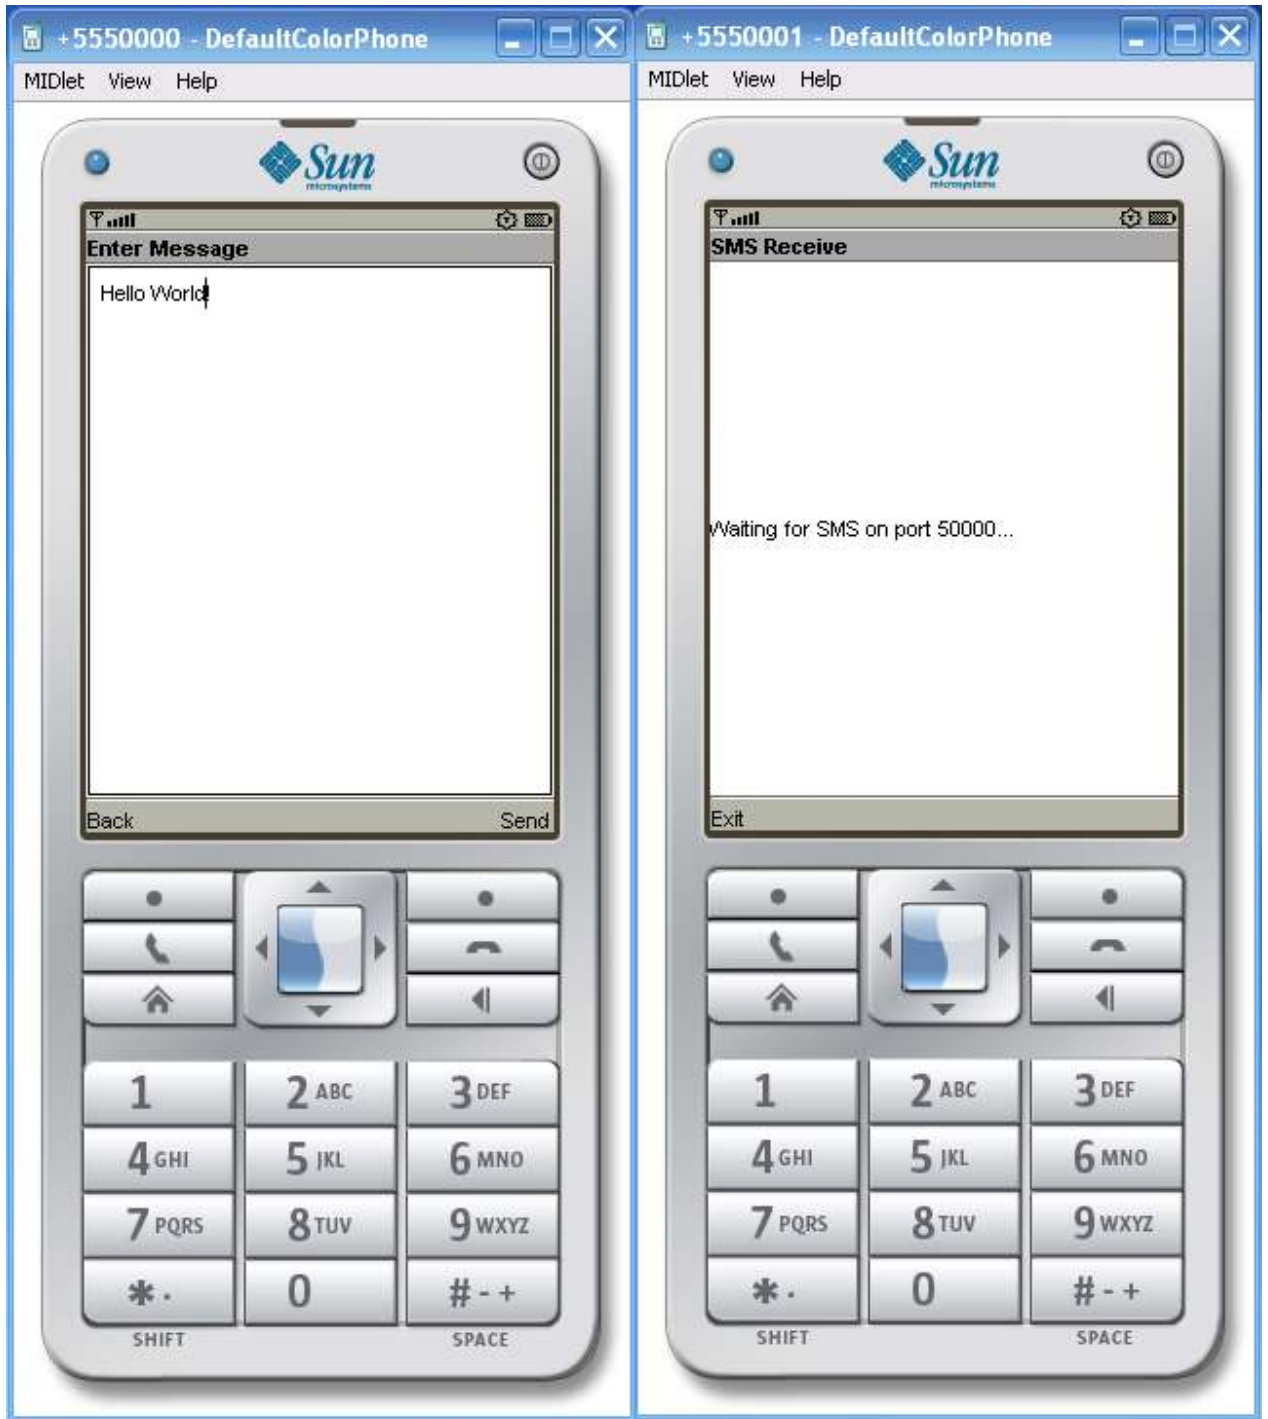 +5550000 - DefaultColorPhone
MIDlet View Help
Sun
microsystems
Enter Message
Hello World!
Back Send
1 2 ABC 3 DEF
4 GHI 5 JKL 6 MNO
7 PQRS 8 TUV 9 WXYZ
* . 0 # - +
SHIFT SPACE
+5550001 - DefaultColorPhone
MIDlet View Help
Sun
microsystems
SMS Receive
Waiting for SMS on port 50000...
Exit
1 2 ABC 3 DEF
4 GHI 5 JKL 6 MNO
7 PQRS 8 TUV 9 WXYZ
* . 0 # - +
SHIFT SPACE